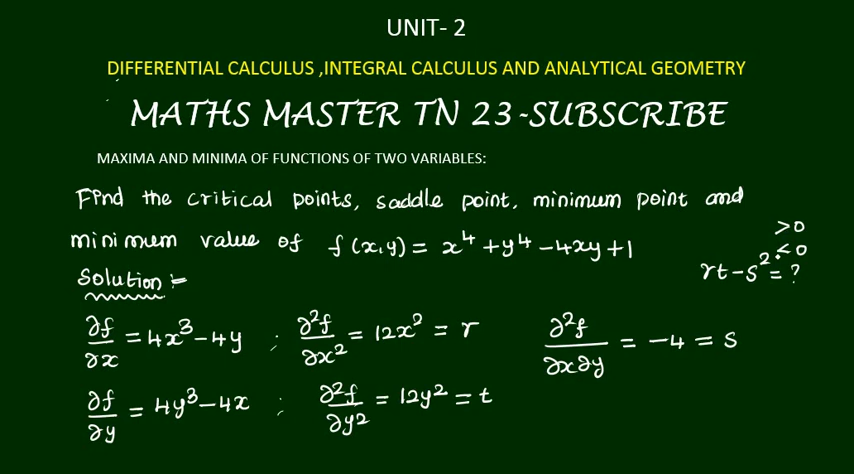 UNIT- 2
DIFFERENTIAL CALCULUS ,INTEGRAL CALCULUS AND ANALYTICAL GEOMETRY
MATHS MASTER TN 23-SUBSCRIBE
MAXIMA AND MINIMA OF FUNCTIONS OF TWO VARIABLES:
Find the critical points, saddle point, minimum point and
minimum value of f(x,y) = x⁴ + y⁴ - 4xy + 1
>0
<0
rt - s² = ?
Solution :-
∂f/∂x = 4x³ - 4y ; ∂²f/∂x² = 12x² = r ∂²f/∂x∂y = -4 = s
∂f/∂y = 4y³ - 4x ; ∂²f/∂y² = 12y² = t